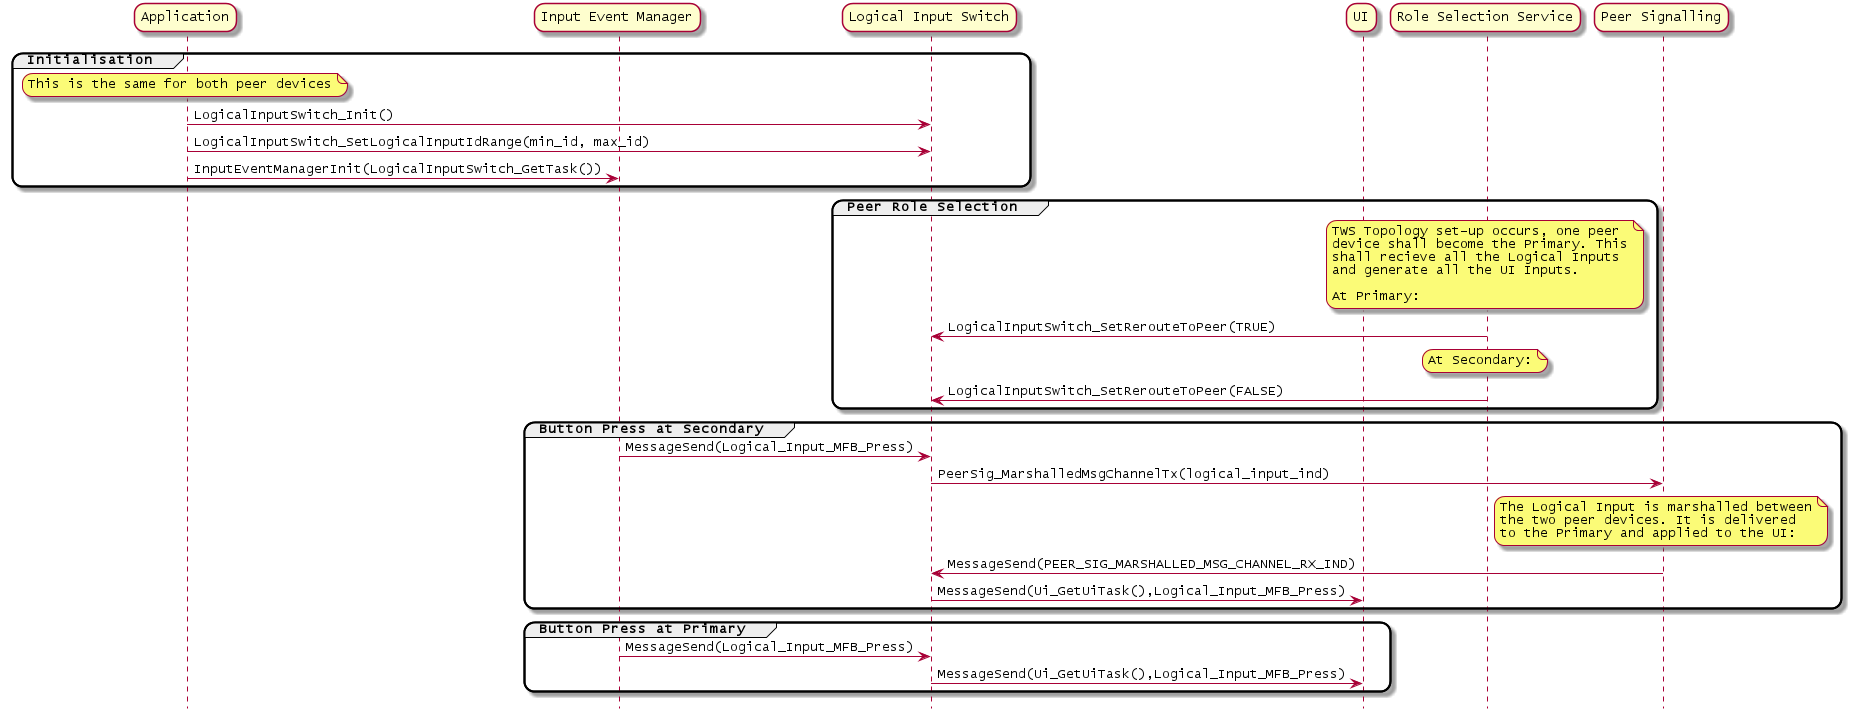 Application
Input Event Manager
Logical Input Switch
UI
Role Selection Service
Peer Signalling
Initialisation
This is the same for both peer devices
LogicalInputSwitch_Init()
LogicalInputSwitch_SetLogicalInputIdRange(min_id, max_id)
InputEventManagerInit(LogicalInputSwitch_GetTask())
Peer Role Selection
TWS Topology set-up occurs, one peer
device shall become the Primary. This
shall recieve all the Logical Inputs
and generate all the UI Inputs.
At Primary:
LogicalInputSwitch_SetRerouteToPeer(TRUE)
At Secondary:
LogicalInputSwitch_SetRerouteToPeer(FALSE)
Button Press at Secondary
MessageSend(Logical_Input_MFB_Press)
PeerSig_MarshalledMsgChannelTx(logical_input_ind)
The Logical Input is marshalled between
the two peer devices. It is delivered
to the Primary and applied to the UI:
MessageSend(PEER_SIG_MARSHALLED_MSG_CHANNEL_RX_IND)
MessageSend(Ui_GetUiTask(),Logical_Input_MFB_Press)
Button Press at Primary
MessageSend(Logical_Input_MFB_Press)
MessageSend(Ui_GetUiTask(),Logical_Input_MFB_Press)